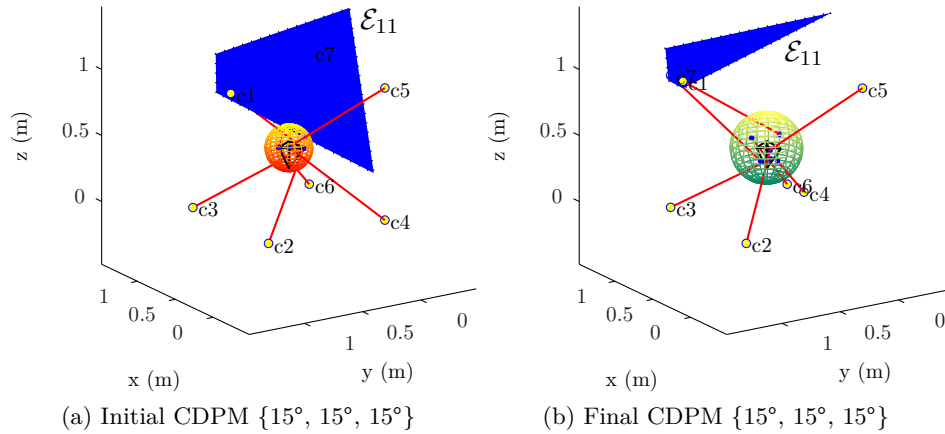 ℰ11
c7
1
c1
c5
z (m)
0.5
0
c6
c3
c4
c2
1
0.5
0
x (m)
1
0.5
0
y (m)
(a) Initial CDPM {15°, 15°, 15°}
ℰ11
c7
c1
1
c5
z (m)
0.5
0
c6
c4
c3
c2
1
0.5
0
x (m)
1
0.5
0
y (m)
(b) Final CDPM {15°, 15°, 15°}